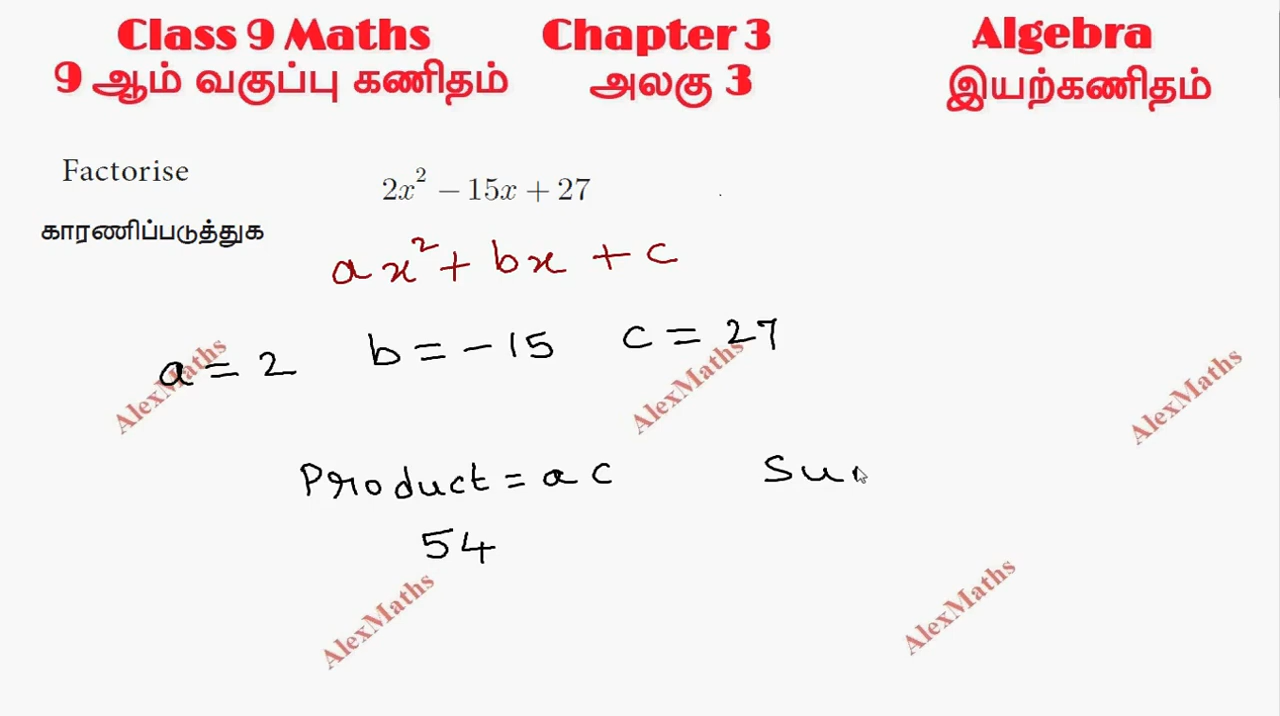 Class 9 Maths Chapter 3 Algebra
9 ஆம் வகுப்பு கணிதம் அலகு 3 இயற்கணிதம்
Factorise 2x² − 15x + 27
காரணிப்படுத்துக
ax² + bx + c
a = 2 b = -15 c = 27
AlexMaths AlexMaths AlexMaths
Product = ac
54
AlexMaths AlexMaths